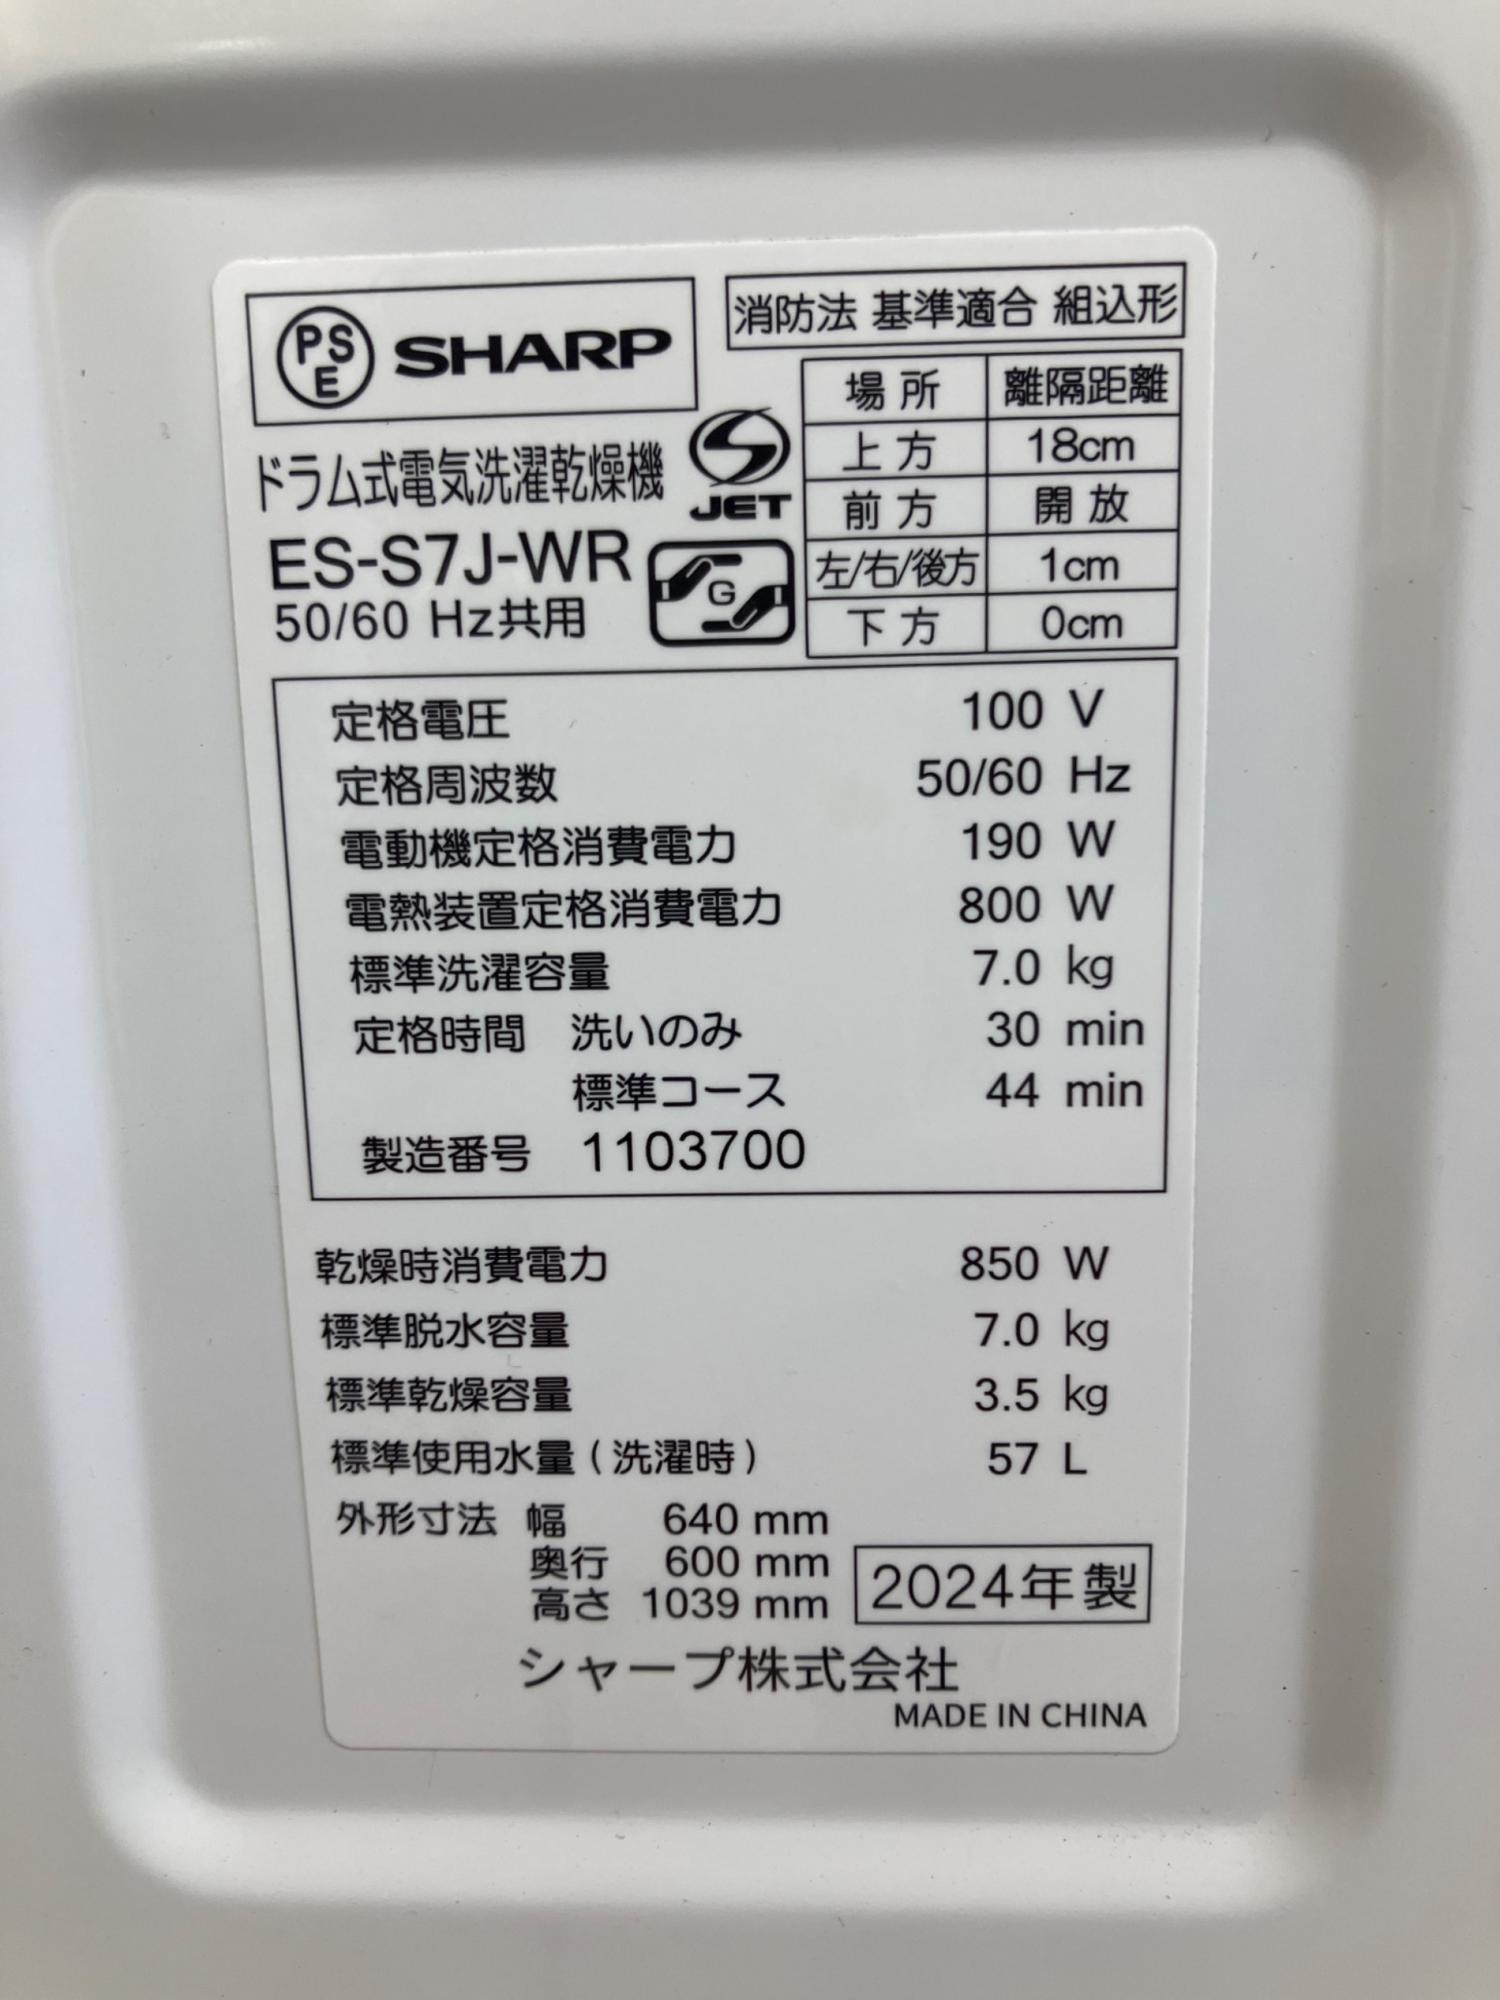 PSE SHARP
消防法 基準適合 組込形
場所 離隔距離
上方 18cm
前方 開放
左/右/後方 1cm
下方 0cm
ドラム式電気洗濯乾燥機
JET
ES-S7J-WR
G
50/60 Hz共用
定格電圧 100 V
定格周波数 50/60 Hz
電動機定格消費電力 190 W
電熱装置定格消費電力 800 W
標準洗濯容量 7.0 kg
定格時間 洗いのみ 30 min
標準コース 44 min
製造番号 1103700
乾燥時消費電力 850 W
標準脱水容量 7.0 kg
標準乾燥容量 3.5 kg
標準使用水量(洗濯時) 57 L
外形寸法 幅 640 mm
奥行 600 mm
高さ 1039 mm
2024年製
シャープ株式会社
MADE IN CHINA